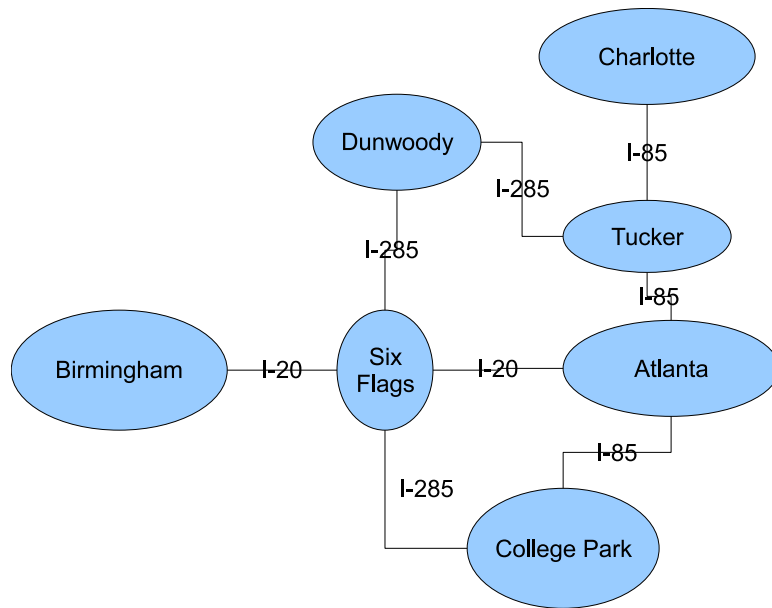 Charlotte
Dunwoody
I-85
I-285
Tucker
I-285
I-85
Birmingham
I-20
Six
Flags
I-20
Atlanta
I-85
I-285
College Park